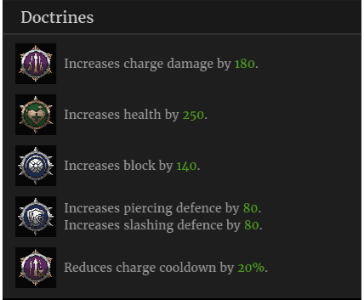 Doctrines
Increases charge damage by 180.
Increases health by 250.
Increases block by 140.
Increases piercing defence by 80.
Increases slashing defence by 80.
Reduces charge cooldown by 20%.